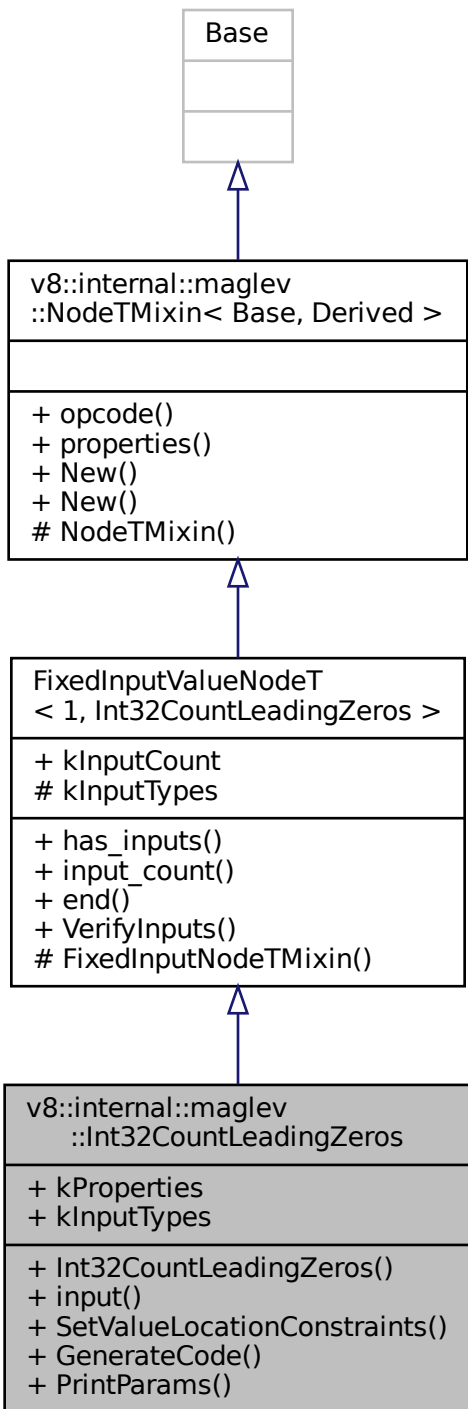 Base
v8::internal::maglev
::NodeTMixin< Base, Derived >
+ opcode()
+ properties()
+ New()
+ New()
# NodeTMixin()
FixedInputValueNodeT
< 1, Int32CountLeadingZeros >
+ kInputCount
# kInputTypes
+ has_inputs()
+ input_count()
+ end()
+ VerifyInputs()
# FixedInputNodeTMixin()
v8::internal::maglev
::Int32CountLeadingZeros
+ kProperties
+ kInputTypes
+ Int32CountLeadingZeros()
+ input()
+ SetValueLocationConstraints()
+ GenerateCode()
+ PrintParams()